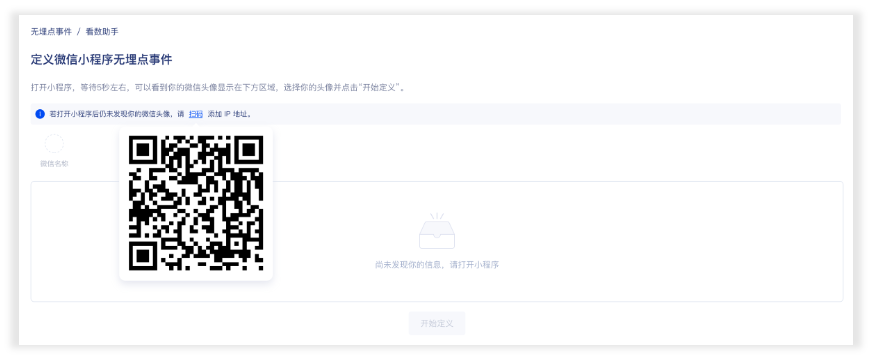 无埋点事件 / 看数助手
定义微信小程序无埋点事件
打开小程序，等待5秒左右，可以看到你的微信头像显示在下方区域，选择你的头像并点击“开始定义”。
若打开小程序后仍未发现你的微信头像，请 扫码 添加 IP 地址。
微信名称
尚未发现你的信息，请打开小程序
开始定义